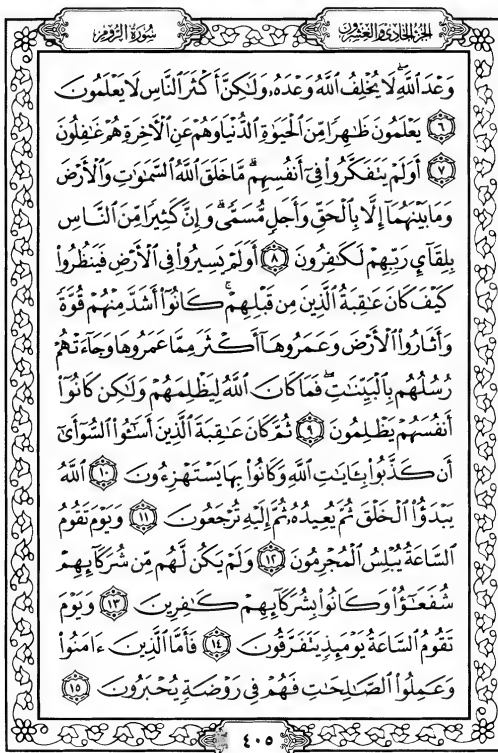 سُورَةُ الرُّومِ
الجُزْءُ الحَادِي وَالعِشْرُونَ
وَعْدَ ٱللَّهِ ۖ لَا يُخْلِفُ ٱللَّهُ وَعْدَهُۥ وَلَٰكِنَّ أَكْثَرَ ٱلنَّاسِ لَا يَعْلَمُونَ
٦ يَعْلَمُونَ ظَٰهِرًا مِّنَ ٱلْحَيَوٰةِ ٱلدُّنْيَا وَهُمْ عَنِ ٱلْءَاخِرَةِ هُمْ غَٰفِلُونَ
٧ أَوَلَمْ يَتَفَكَّرُوا۟ فِىٓ أَنفُسِهِم ۗ مَّا خَلَقَ ٱللَّهُ ٱلسَّمَٰوَٰتِ وَٱلْأَرْضَ
وَمَا بَيْنَهُمَآ إِلَّا بِٱلْحَقِّ وَأَجَلٍ مُّسَمًّى ۗ وَإِنَّ كَثِيرًا مِّنَ ٱلنَّاسِ
بِلِقَآئِ رَبِّهِمْ لَكَٰفِرُونَ ٨ أَوَلَمْ يَسِيرُوا۟ فِى ٱلْأَرْضِ فَيَنظُرُوا۟
كَيْفَ كَانَ عَٰقِبَةُ ٱلَّذِينَ مِن قَبْلِهِمْ ۚ كَانُوٓا۟ أَشَدَّ مِنْهُمْ قُوَّةً
وَأَثَارُوا۟ ٱلْأَرْضَ وَعَمَرُوهَآ أَكْثَرَ مِمَّا عَمَرُوهَا وَجَآءَتْهُمْ
رُسُلُهُم بِٱلْبَيِّنَٰتِ ۖ فَمَا كَانَ ٱللَّهُ لِيَظْلِمَهُمْ وَلَٰكِن كَانُوٓا۟
أَنفُسَهُمْ يَظْلِمُونَ ٩ ثُمَّ كَانَ عَٰقِبَةَ ٱلَّذِينَ أَسَٰٓـُٔوا۟ ٱلسُّوٓأَىٰٓ
أَن كَذَّبُوا۟ بِـَٔايَٰتِ ٱللَّهِ وَكَانُوا۟ بِهَا يَسْتَهْزِءُونَ ١٠ ٱللَّهُ
يَبْدَؤُا۟ ٱلْخَلْقَ ثُمَّ يُعِيدُهُۥ ثُمَّ إِلَيْهِ تُرْجَعُونَ ١١ وَيَوْمَ تَقُومُ
ٱلسَّاعَةُ يُبْلِسُ ٱلْمُجْرِمُونَ ١٢ وَلَمْ يَكُن لَّهُم مِّن شُرَكَآئِهِمْ
شُفَعَٰٓؤُا۟ وَكَانُوا۟ بِشُرَكَآئِهِمْ كَٰفِرِينَ ١٣ وَيَوْمَ
تَقُومُ ٱلسَّاعَةُ يَوْمَئِذٍ يَتَفَرَّقُونَ ١٤ فَأَمَّا ٱلَّذِينَ ءَامَنُوا۟
وَعَمِلُوا۟ ٱلصَّٰلِحَٰتِ فَهُمْ فِى رَوْضَةٍ يُحْبَرُونَ ١٥
٤٠٥